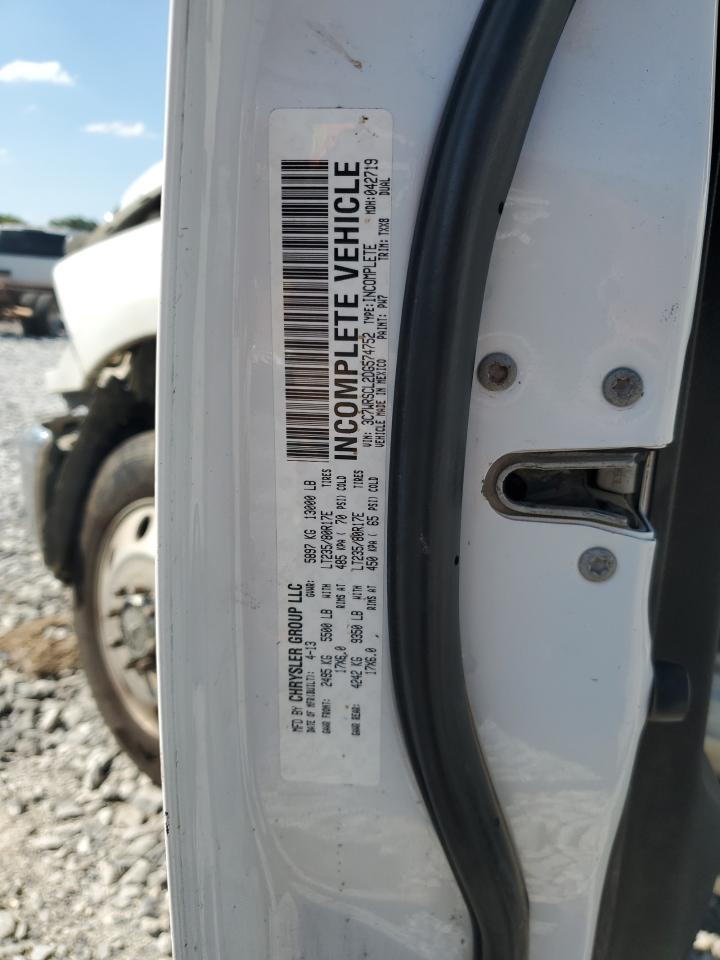 MFD BY CHRYSLER GROUP LLC
DATE OF MFR(BUILT): 4-13 GVWR: 5897 KG 13000 LB
GAWR FRONT: 2495 KG 5500 LB WITH LT235/80R17E TIRES
17X6.0 RIMS AT 485 KPA ( 70 PSI) COLD
GAWR REAR: 4242 KG 9350 LB WITH LT235/80R17E TIRES
17X6.0 RIMS AT 450 KPA ( 65 PSI) COLD
INCOMPLETE VEHICLE
MDH:042719
VIN: 3C7WRSCL2DG574752 TYPE:INCOMPLETE DUAL
VEHICLE MADE IN MEXICO PAINT: PW7 TRIM: TXX8